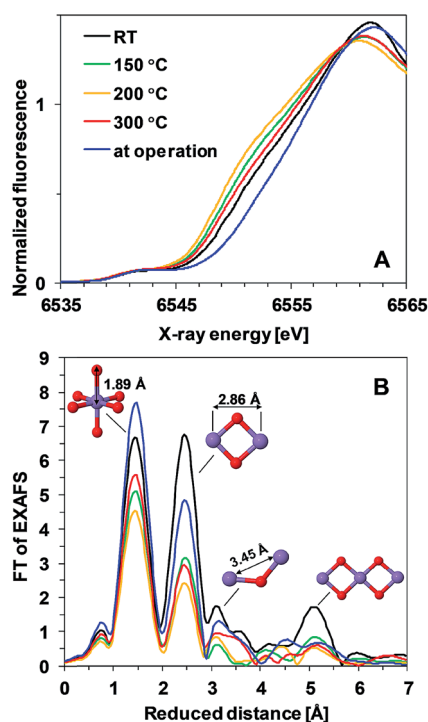 RT
150 °C
200 °C
300 °C
at operation
A
1
0
Normalized fluorescence
6535 6545 6555 6565
X-ray energy [eV]
B
9
8
7
6
5
4
3
2
1
0
1.89 Å
2.86 Å
3.45 Å
FT of EXAFS
0 1 2 3 4 5 6 7
Reduced distance [Å]